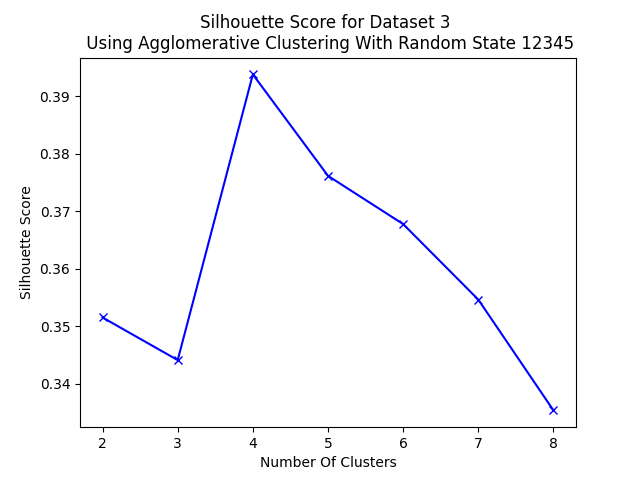 Silhouette Score for Dataset 3
Using Agglomerative Clustering With Random State 12345
0.39
0.38
0.37
0.36
0.35
0.34
Silhouette Score
2 3 4 5 6 7 8
Number Of Clusters